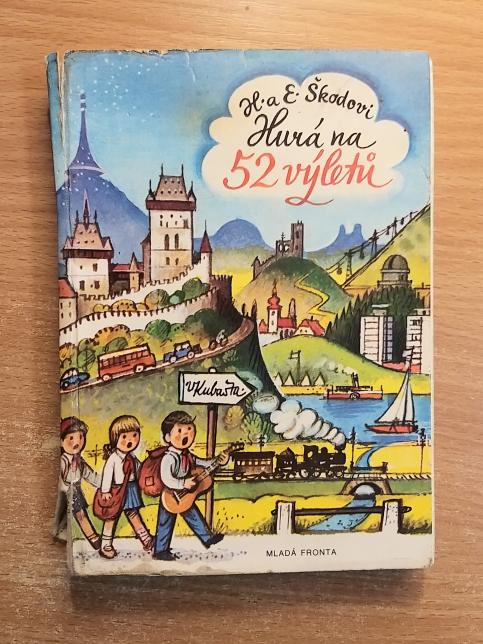 H. a E. Škodovi
Hurá na
52 výletů
V. Kubašta.
MLADÁ FRONTA